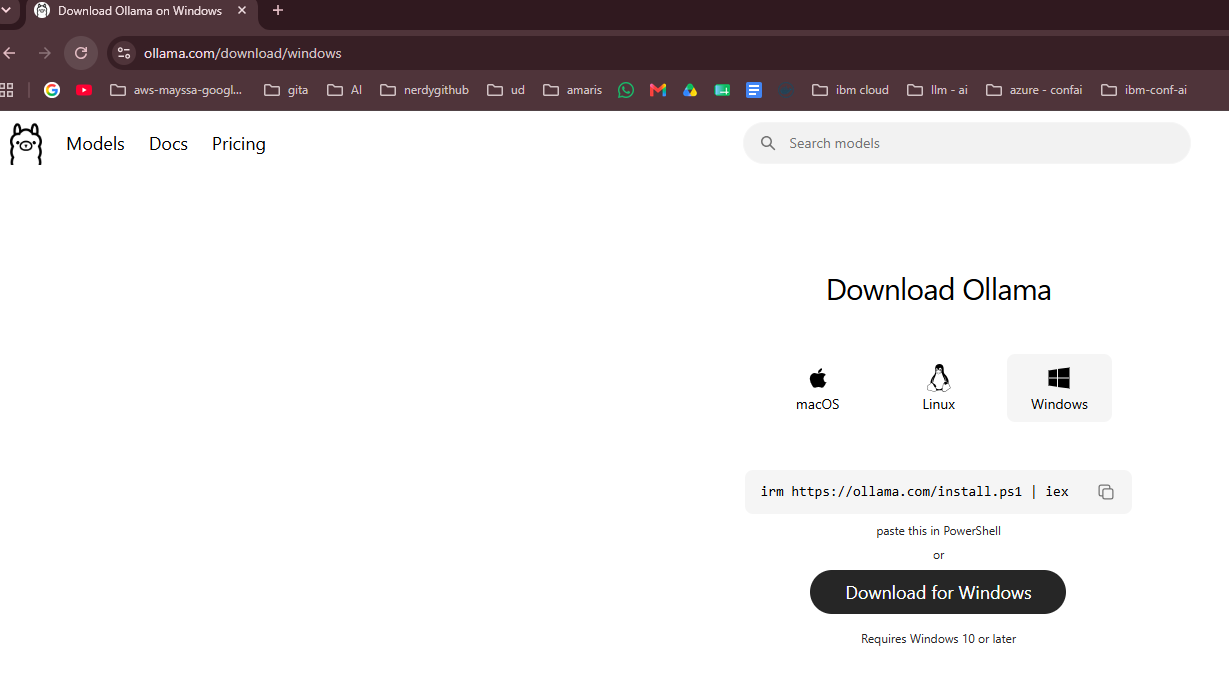 Download Ollama on Windows
ollama.com/download/windows
aws-mayssa-googl... gita AI nerdygithub ud amaris ibm cloud llm - ai azure - confai ibm-conf-ai
Models Docs Pricing Search models
Download Ollama
macOS Linux Windows
irm https://ollama.com/install.ps1 | iex
paste this in PowerShell
or
Download for Windows
Requires Windows 10 or later